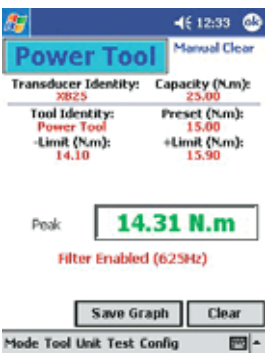 12:33 ok
Power Tool Manual Clear
Transducer Identity: Capacity (N.m):
XB25 25.00
Tool Identity: Preset (N.m):
Power Tool 15.00
-Limit (N.m): +Limit (N.m):
14.10 15.90
Peak 14.31 N.m
Filter Enabled (625Hz)
Save Graph Clear
Mode Tool Unit Test Config